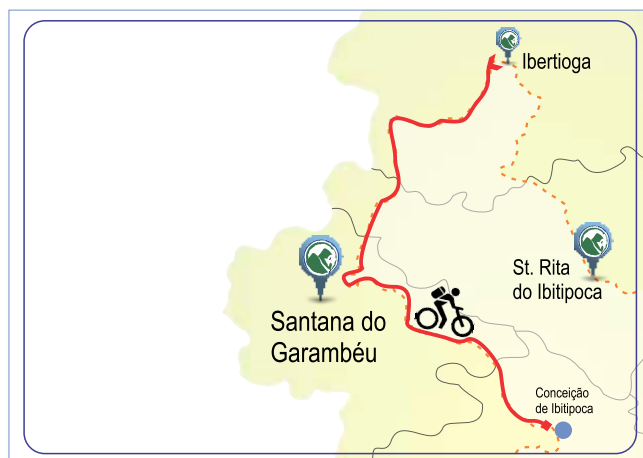 Ibertioga
St. Rita
do Ibitipoca
Santana do
Garambéu
Conceição
de Ibitipoca